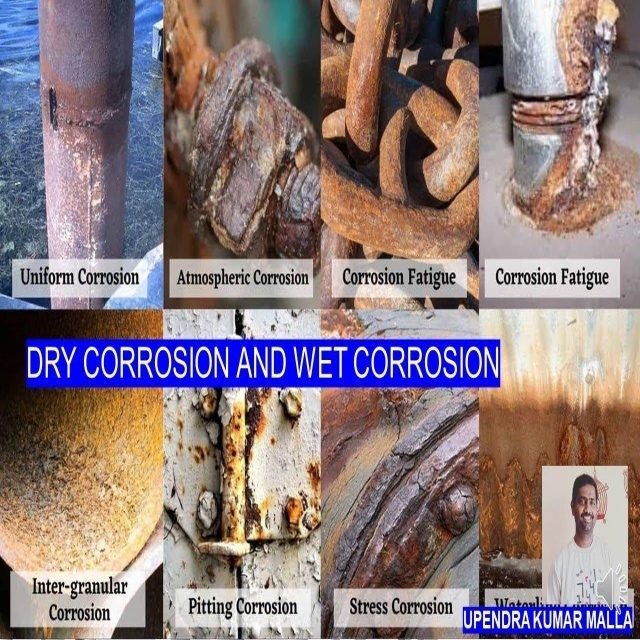 Uniform Corrosion
Atmospheric Corrosion
Corrosion Fatigue
Corrosion Fatigue
DRY CORROSION AND WET CORROSION
Inter-granular
Corrosion
Pitting Corrosion
Stress Corrosion
UPENDRA KUMAR MALLA